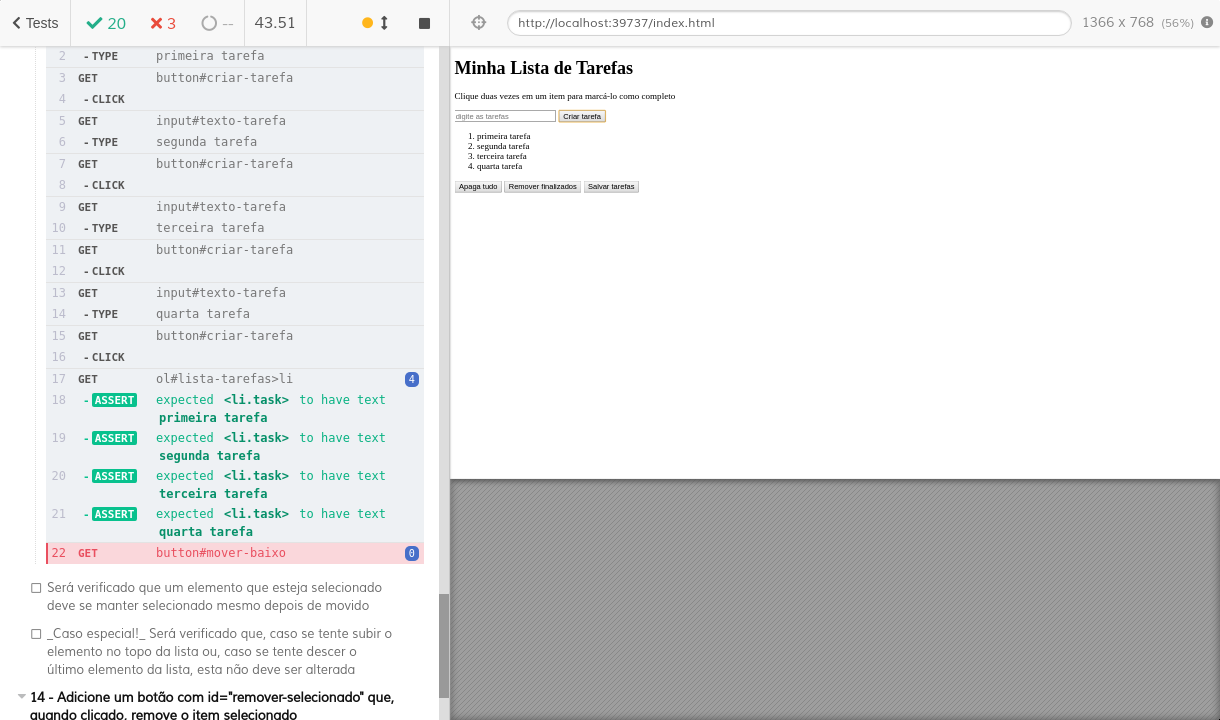 Tests 20 3 -- 43.51 http://localhost:39737/index.html 1366 x 768 (56%)
2 -TYPE primeira tarefa
3 GET button#criar-tarefa
4 -CLICK
5 GET input#texto-tarefa
6 -TYPE segunda tarefa
7 GET button#criar-tarefa
8 -CLICK
9 GET input#texto-tarefa
10 -TYPE terceira tarefa
11 GET button#criar-tarefa
12 -CLICK
13 GET input#texto-tarefa
14 -TYPE quarta tarefa
15 GET button#criar-tarefa
16 -CLICK
17 GET ol#lista-tarefas>li 4
18 -ASSERT expected <li.task> to have text
primeira tarefa
19 -ASSERT expected <li.task> to have text
segunda tarefa
20 -ASSERT expected <li.task> to have text
terceira tarefa
21 -ASSERT expected <li.task> to have text
quarta tarefa
22 GET button#mover-baixo 0
Será verificado que um elemento que esteja selecionado
deve se manter selecionado mesmo depois de movido
_Caso especial!_ Será verificado que, caso se tente subir o
elemento no topo da lista ou, caso se tente descer o
último elemento da lista, esta não deve ser alterada
14 - Adicione um botão com id="remover-selecionado" que,
quando clicado, remove o item selecionado
Minha Lista de Tarefas
Clique duas vezes em um item para marcá-lo como completo
digite as tarefas Criar tarefa
1. primeira tarefa
2. segunda tarefa
3. terceira tarefa
4. quarta tarefa
Apaga tudo Remover finalizados Salvar tarefas